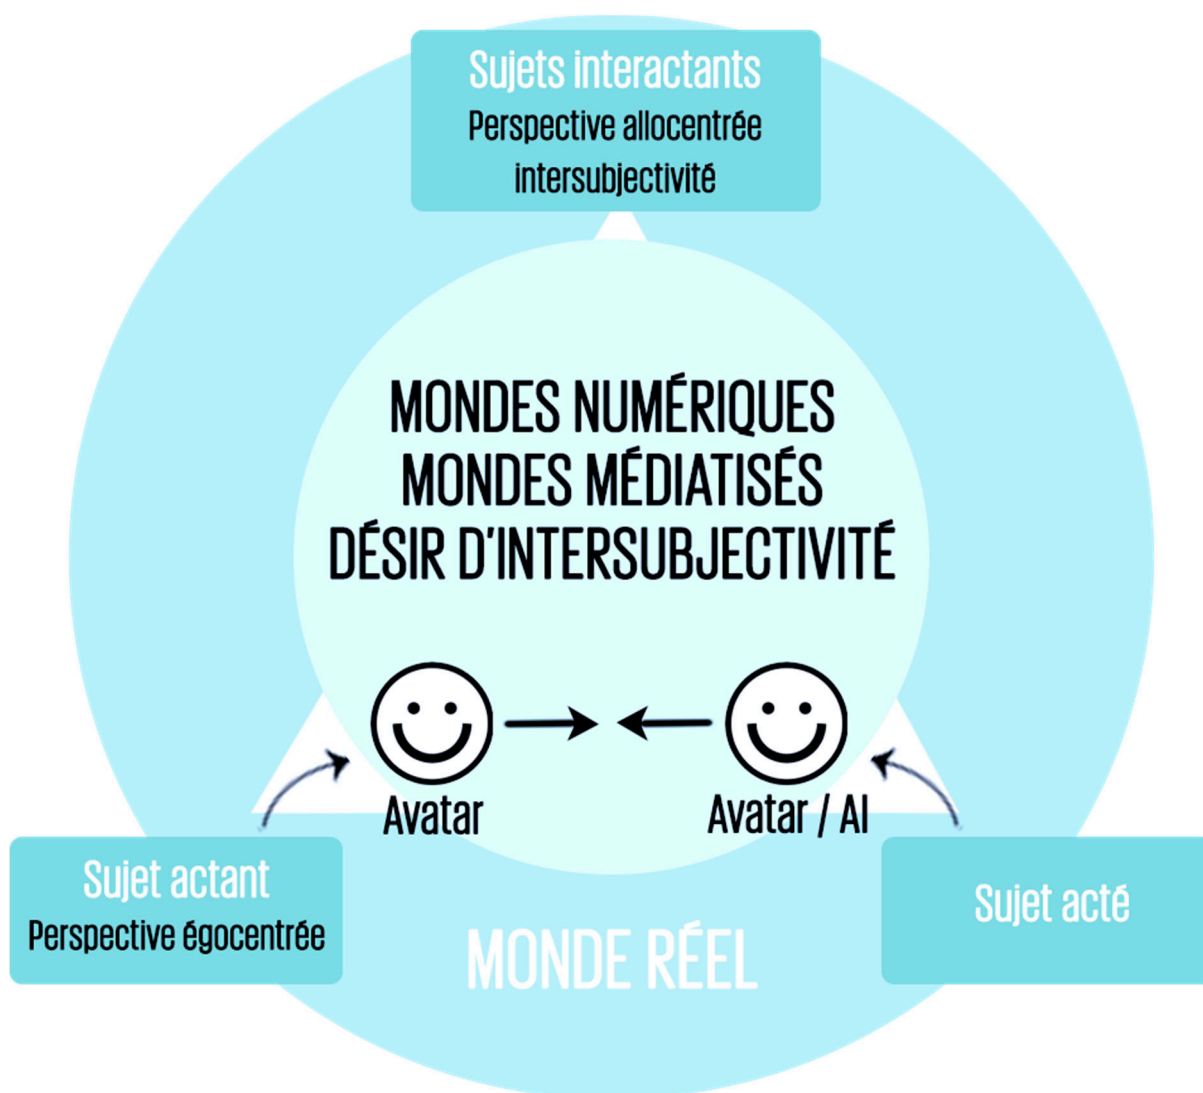 Sujets interactants
Perspective allocentrée
intersubjectivité
MONDES NUMÉRIQUES
MONDES MÉDIATISÉS
DÉSIR D'INTERSUBJECTIVITÉ
Avatar
Avatar / AI
Sujet actant
Perspective égocentrée
Sujet acté
MONDE RÉEL